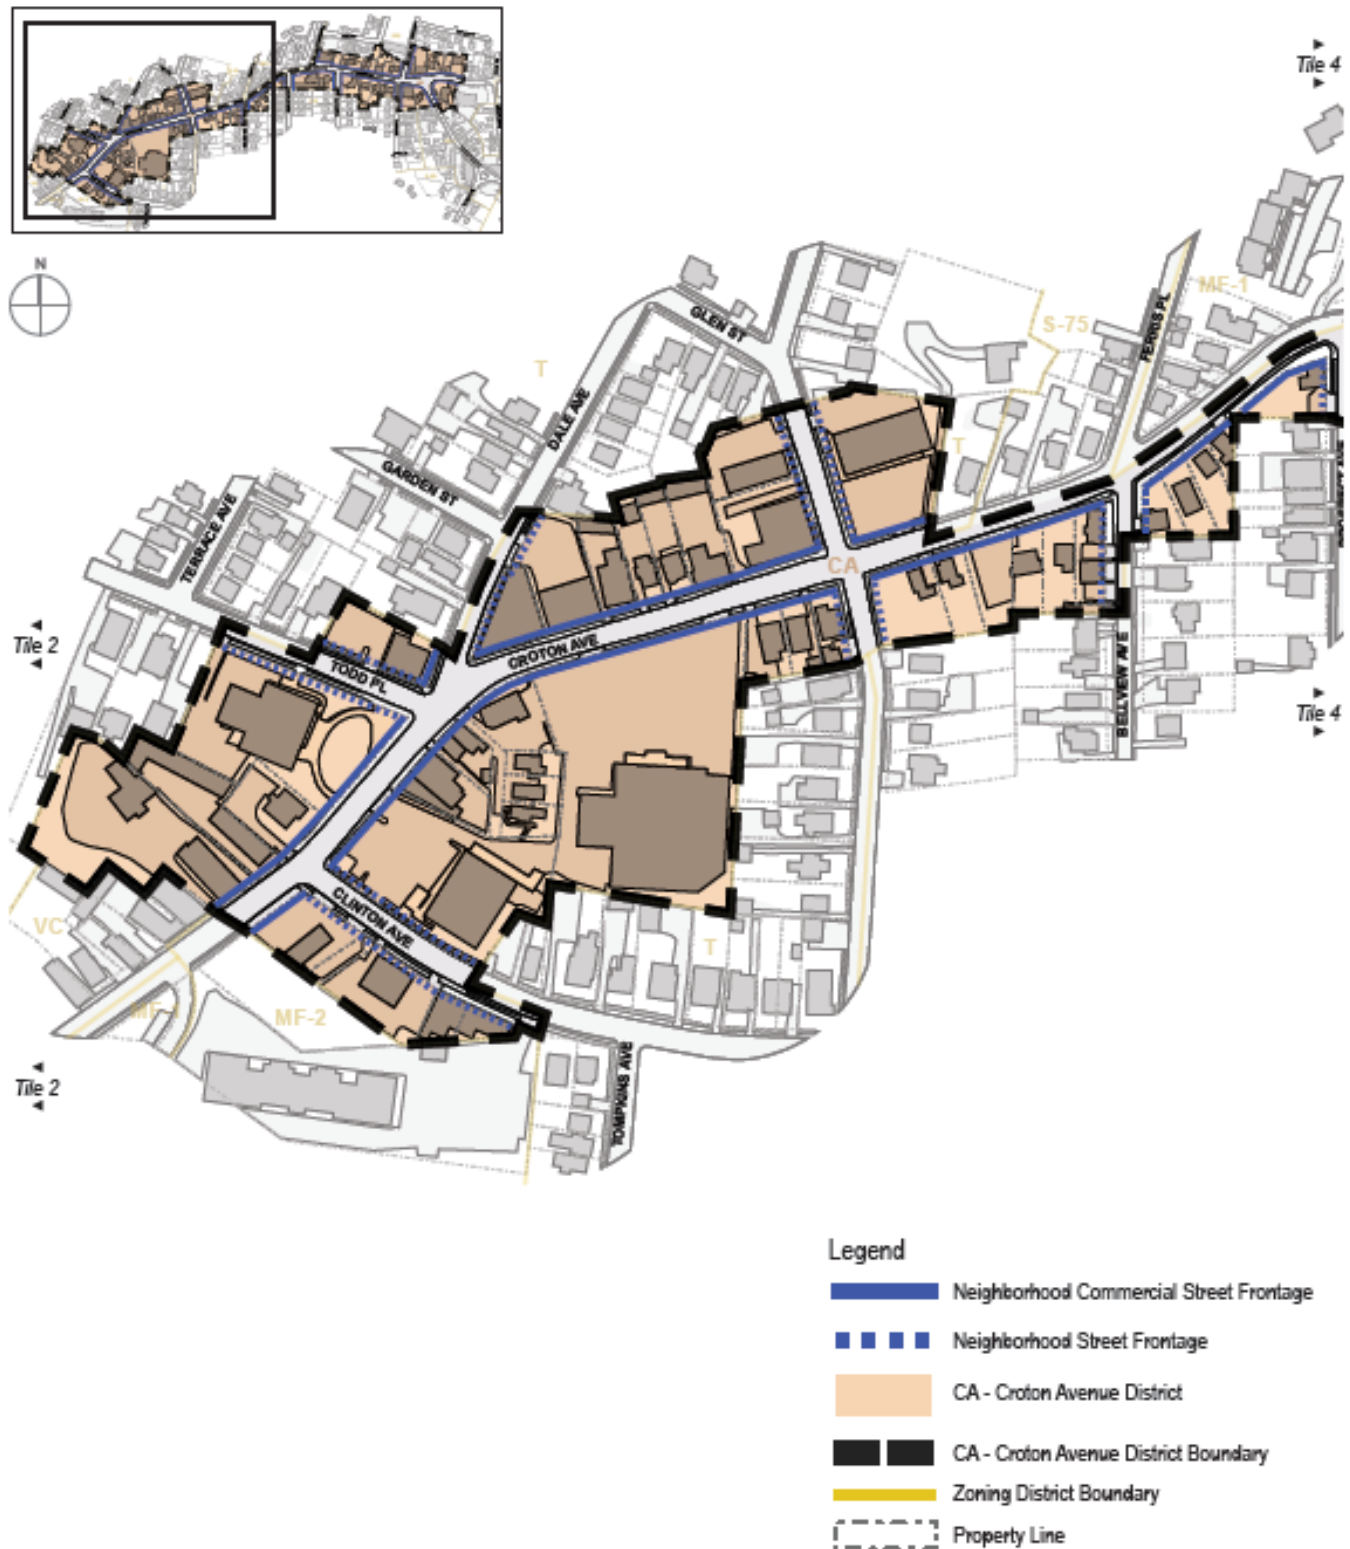 Tile 4
N
GLEN ST
MF-1
S-75
FERRIS PL
T
DALE AVE
GARDEN ST
T
TERRACE AVE
CA
Tile 2
CROTON AVE
TODD PL
BELLVEW AVE
Tile 4
CLINTON AVE
VC
T
MF-1
MF-2
Tile 2
TOMPKINS AVE
Legend
Neighborhood Commercial Street Frontage
Neighborhood Street Frontage
CA - Croton Avenue District
CA - Croton Avenue District Boundary
Zoning District Boundary
Property Line